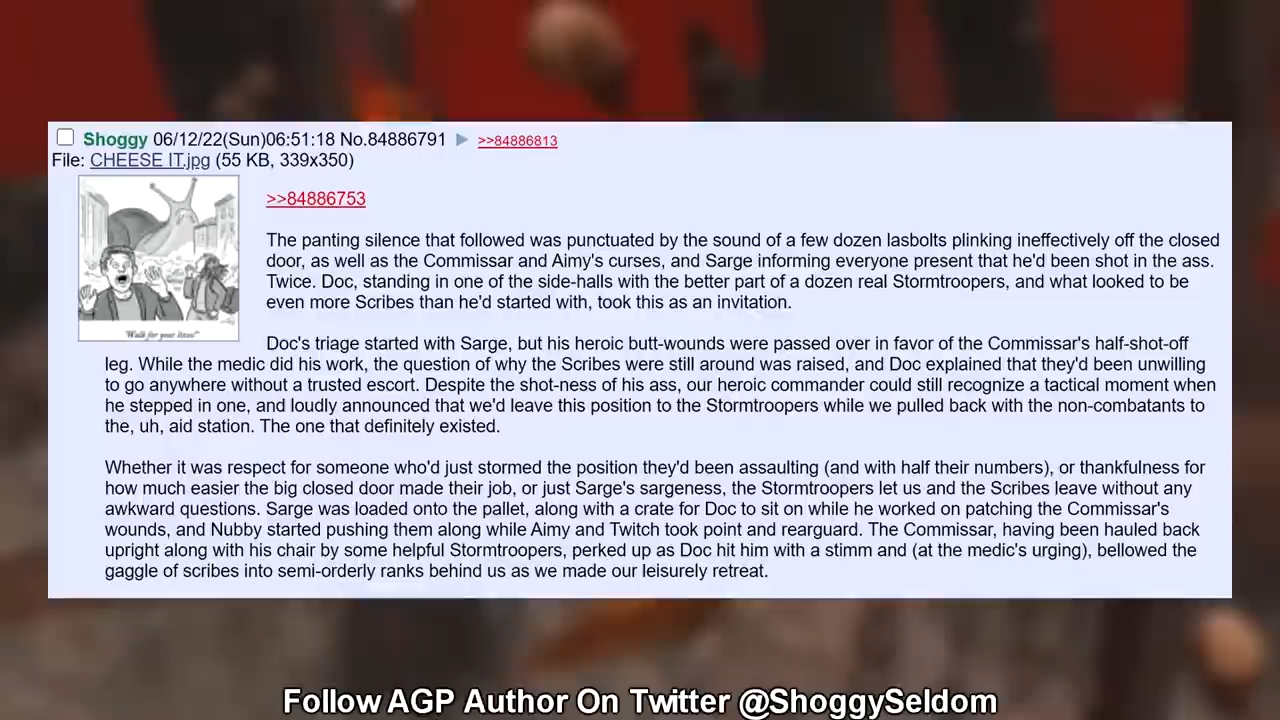 Shoggy 06/12/22(Sun)06:51:18 No.84886791 ▶ >>84886813
File: CHEESE IT.jpg (55 KB, 339x350)
>>84886753
The panting silence that followed was punctuated by the sound of a few dozen lasbolts plinking ineffectively off the closed
door, as well as the Commissar and Aimy's curses, and Sarge informing everyone present that he'd been shot in the ass.
Twice. Doc, standing in one of the side-halls with the better part of a dozen real Stormtroopers, and what looked to be
even more Scribes than he'd started with, took this as an invitation.
"Walk for your lives!"
Doc's triage started with Sarge, but his heroic butt-wounds were passed over in favor of the Commissar's half-shot-off
leg. While the medic did his work, the question of why the Scribes were still around was raised, and Doc explained that they'd been unwilling
to go anywhere without a trusted escort. Despite the shot-ness of his ass, our heroic commander could still recognize a tactical moment when
he stepped in one, and loudly announced that we'd leave this position to the Stormtroopers while we pulled back with the non-combatants to
the, uh, aid station. The one that definitely existed.
Whether it was respect for someone who'd just stormed the position they'd been assaulting (and with half their numbers), or thankfulness for
how much easier the big closed door made their job, or just Sarge's sargeness, the Stormtroopers let us and the Scribes leave without any
awkward questions. Sarge was loaded onto the pallet, along with a crate for Doc to sit on while he worked on patching the Commissar's
wounds, and Nubby started pushing them along while Aimy and Twitch took point and rearguard. The Commissar, having been hauled back
upright along with his chair by some helpful Stormtroopers, perked up as Doc hit him with a stimm and (at the medic's urging), bellowed the
gaggle of scribes into semi-orderly ranks behind us as we made our leisurely retreat.
Follow AGP Author On Twitter @ShoggySeldom